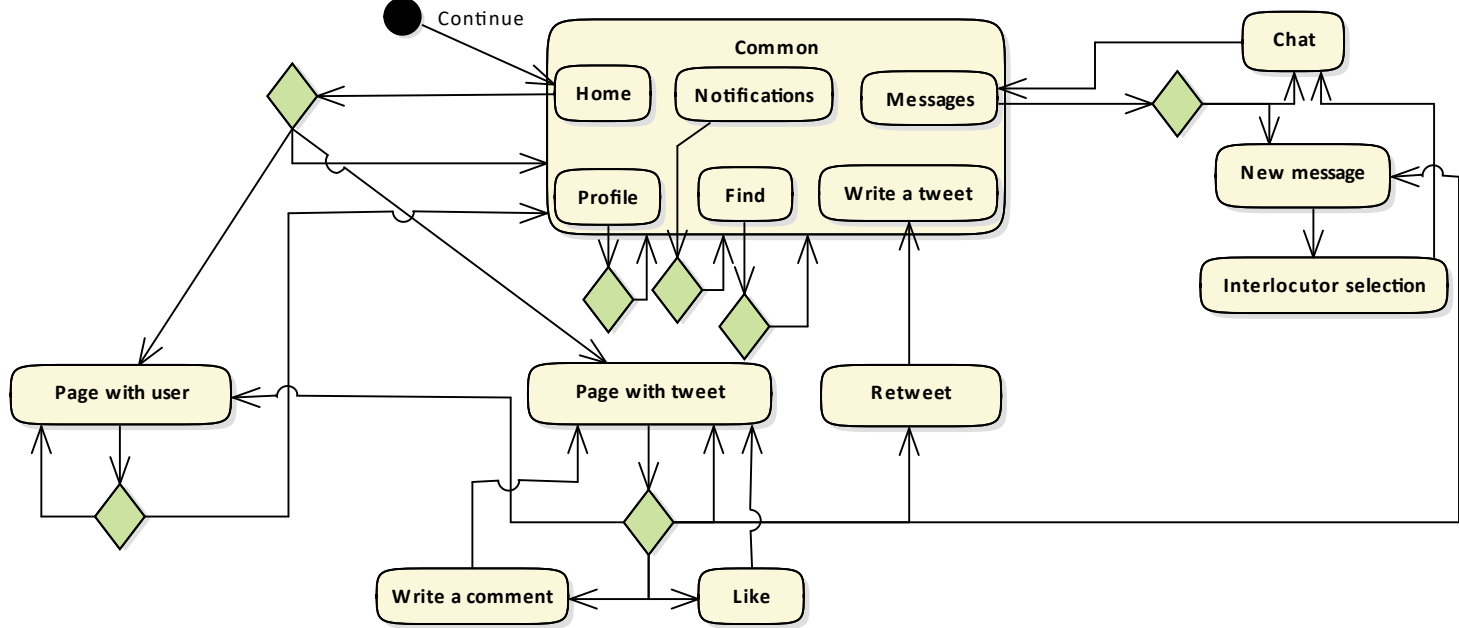 Continue
Common
Chat
Home
Notifications
Messages
New message
Profile
Find
Write a tweet
Interlocutor selection
Page with user
Page with tweet
Retweet
Write a comment
Like